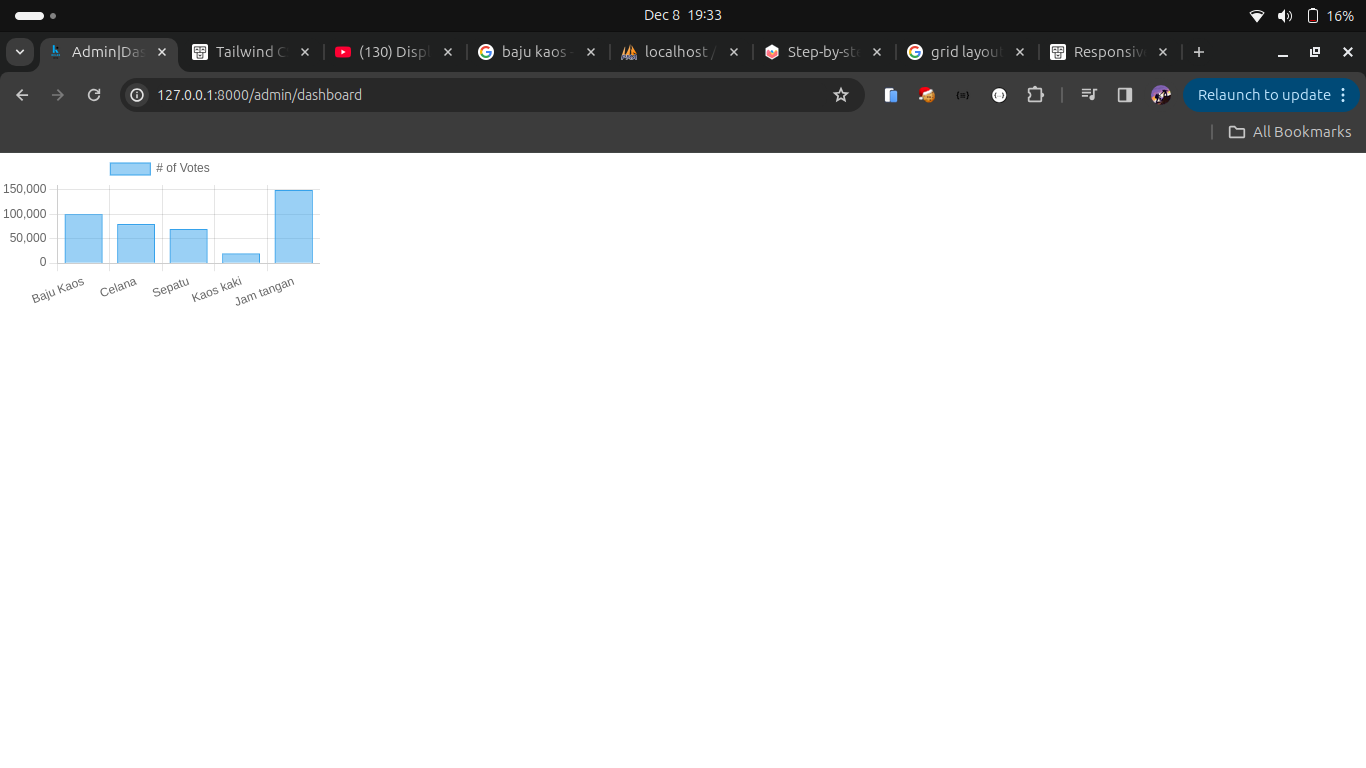 Dec 8 19:33
16%
Admin|Das
Tailwind C
(130) Displ
baju kaos -
localhost /
Step-by-st
grid layout
Responsive
127.0.0.1:8000/admin/dashboard
Relaunch to update
All Bookmarks
# of Votes
150,000
100,000
50,000
0
Baju Kaos
Celana
Sepatu
Kaos kaki
Jam tangan